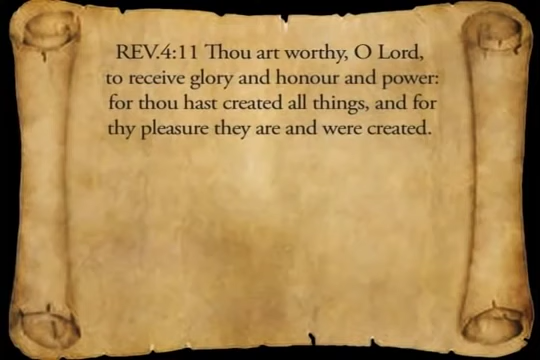 REV.4:11 Thou art worthy, O Lord,
to receive glory and honour and power:
for thou hast created all things, and for
thy pleasure they are and were created.